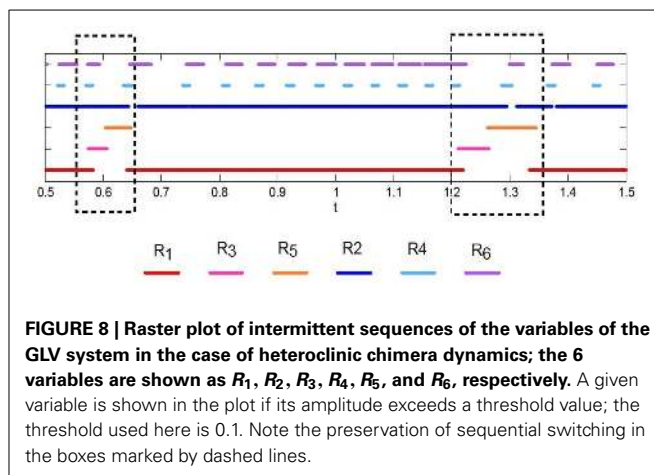 0.5 0.6 0.7 0.8 0.9 1 1.1 1.2 1.3 1.4 1.5
t
R1 R3 R5 R2 R4 R6
FIGURE 8 | Raster plot of intermittent sequences of the variables of the
GLV system in the case of heteroclinic chimera dynamics; the 6
variables are shown as R1, R2, R3, R4, R5, and R6, respectively. A given
variable is shown in the plot if its amplitude exceeds a threshold value; the
threshold used here is 0.1. Note the preservation of sequential switching in
the boxes marked by dashed lines.